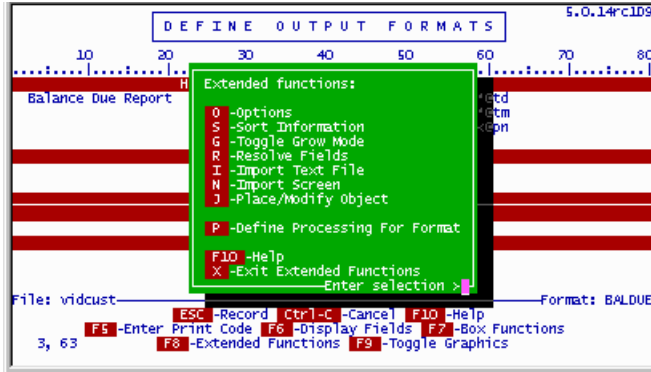 5.0.14rc1D9
DEFINE OUTPUT FORMATS
10 20 30 40 50 60 70 80
H
Extended functions:
Balance Due Report
*@td
O -Options
*@tm
S -Sort Information
<@pn
G -Toggle Grow Mode
R -Resolve Fields
I -Import Text File
N -Import Screen
J -Place/Modify Object
P -Define Processing For Format
F10 -Help
X -Exit Extended Functions
Enter selection >
File: vidcust
Format: BALDUE
ESC -Record Ctrl-C -Cancel F10 -Help
F5 -Enter Print Code F6 -Display Fields F7 -Box Functions
3, 63 F8 -Extended Functions F9 -Toggle Graphics